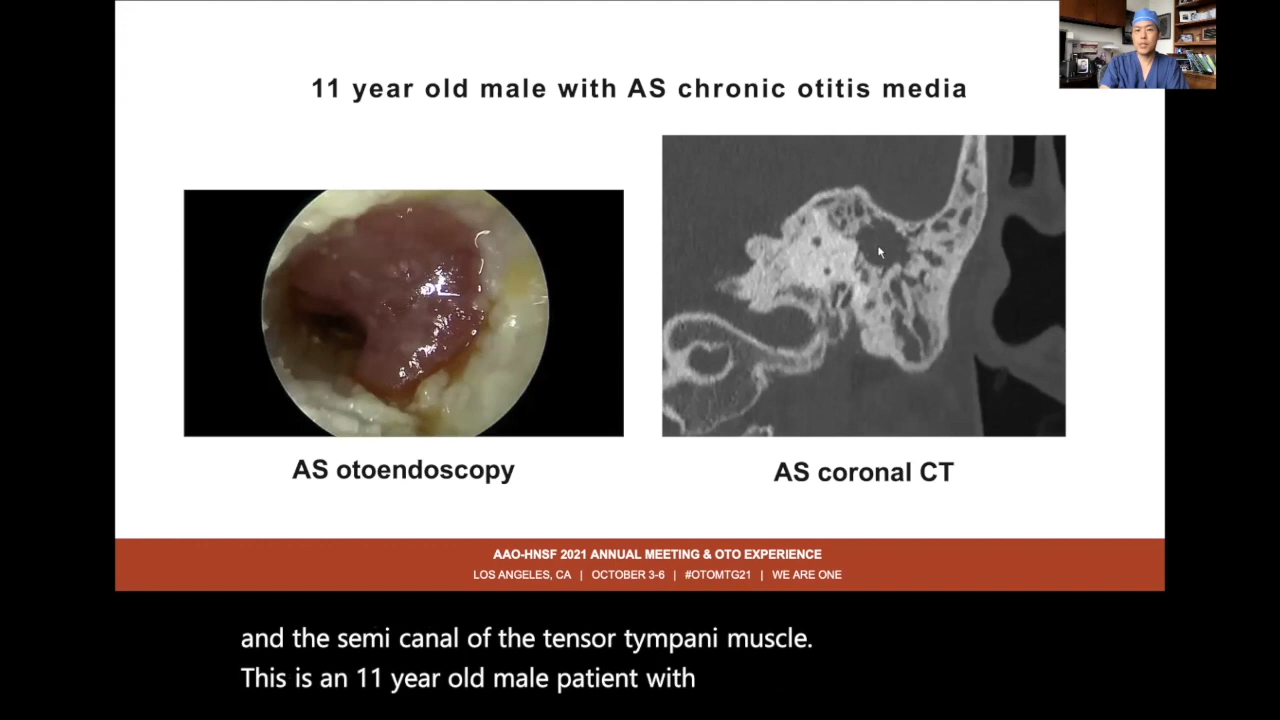 11 year old male with AS chronic otitis media
AS otoendoscopy
AS coronal CT
AAO-HNSF 2021 ANNUAL MEETING & OTO EXPERIENCE
LOS ANGELES, CA | OCTOBER 3-6 | #OTOMTG21 | WE ARE ONE
and the semi canal of the tensor tympani muscle.
This is an 11 year old male patient with